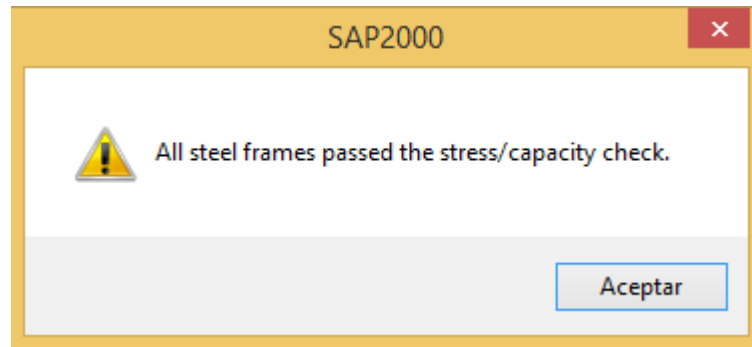 SAP2000
All steel frames passed the stress/capacity check.
Aceptar